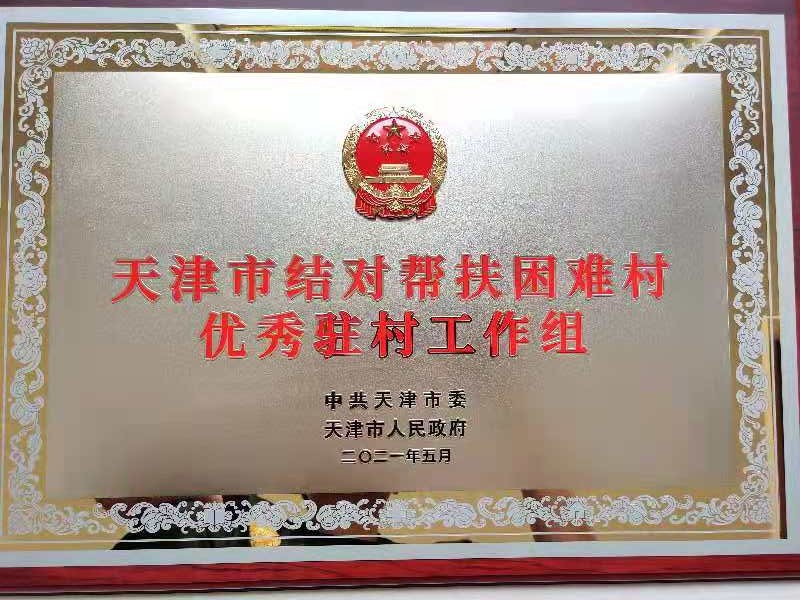 天津市结对帮扶困难村
优秀驻村工作组
中共天津市委
天津市人民政府
二〇二一年五月